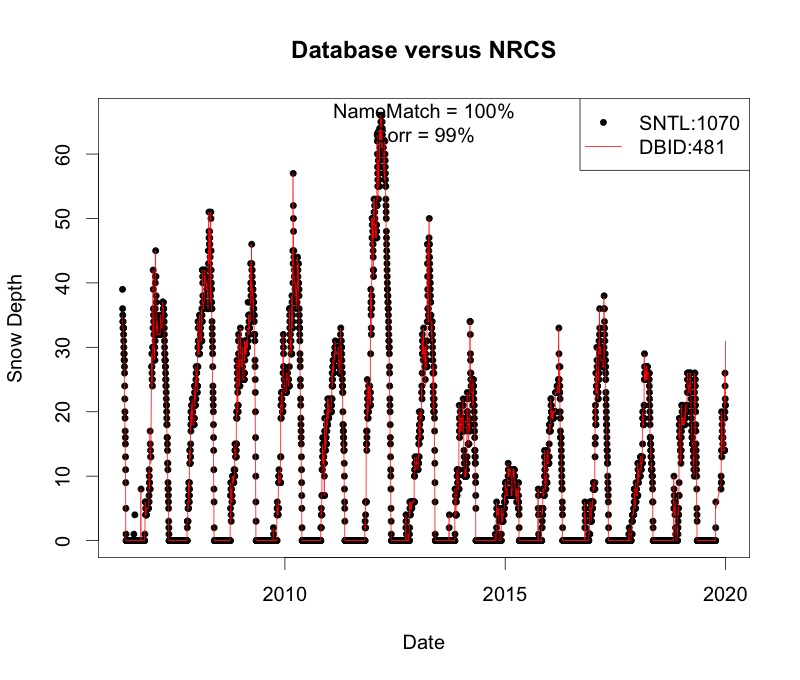 Database versus NRCS
NameMatch = 100%
orr = 99%
SNTL:1070
DBID:481
Snow Depth
60
50
40
30
20
10
0
2010
2015
2020
Date